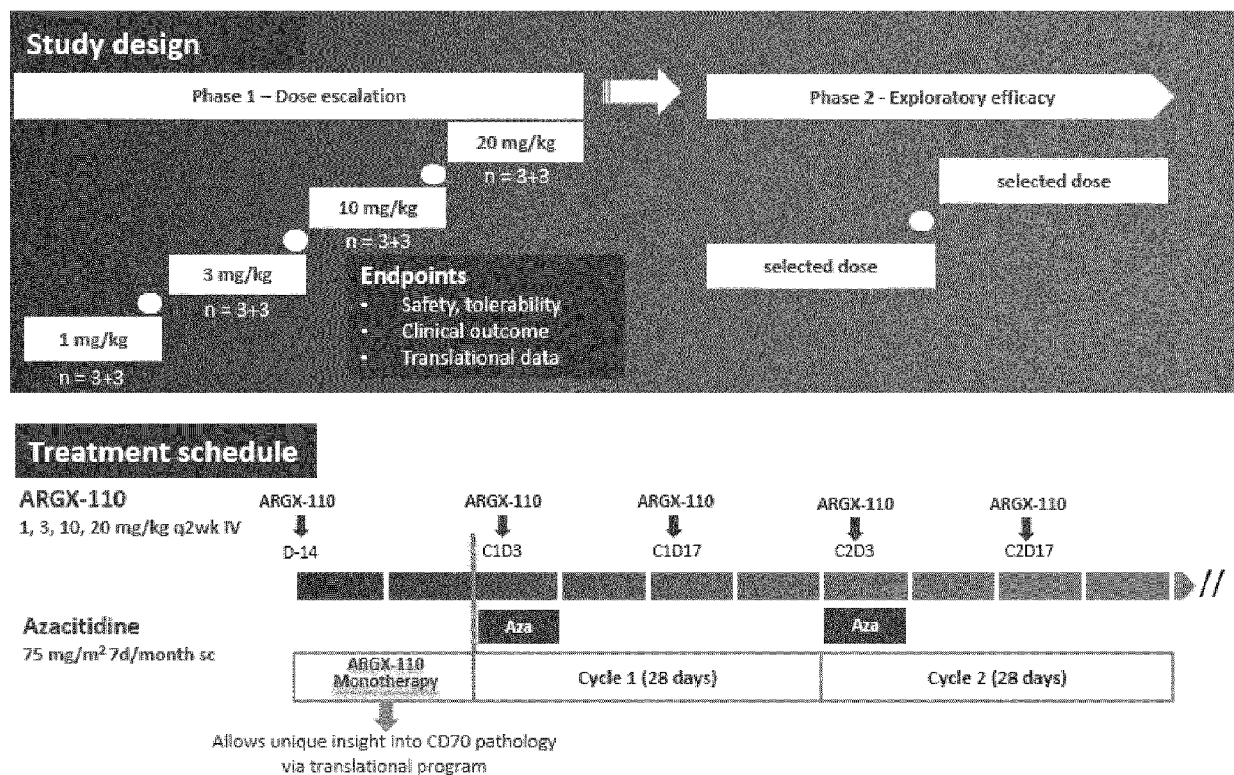 Study design
Phase 1 – Dose escalation
Phase 2 - Exploratory efficacy
20 mg/kg
n = 3+3
10 mg/kg
n = 3+3
3 mg/kg
n = 3+3
1 mg/kg
n = 3+3
Endpoints
• Safety, tolerability
• Clinical outcome
• Translational data
selected dose
selected dose
Treatment schedule
ARGX-110
1, 3, 10, 20 mg/kg q2wk IV
ARGX-110 ARGX-110 ARGX-110 ARGX-110 ARGX-110
D-14 C1D3 C1D17 C2D3 C2D17
//
Azacitidine
75 mg/m² 7d/month sc
Aza Aza
ARGX-110
Monotherapy
Cycle 1 (28 days) Cycle 2 (28 days)
Allows unique insight into CD70 pathology
via translational program